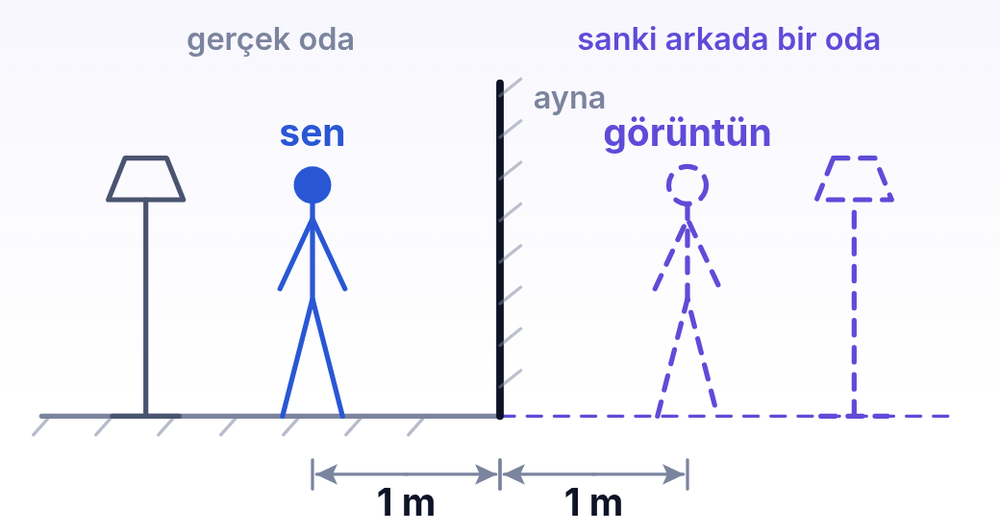 gerçek oda
sanki arkada bir oda
ayna
sen
görüntün
1 m
1 m